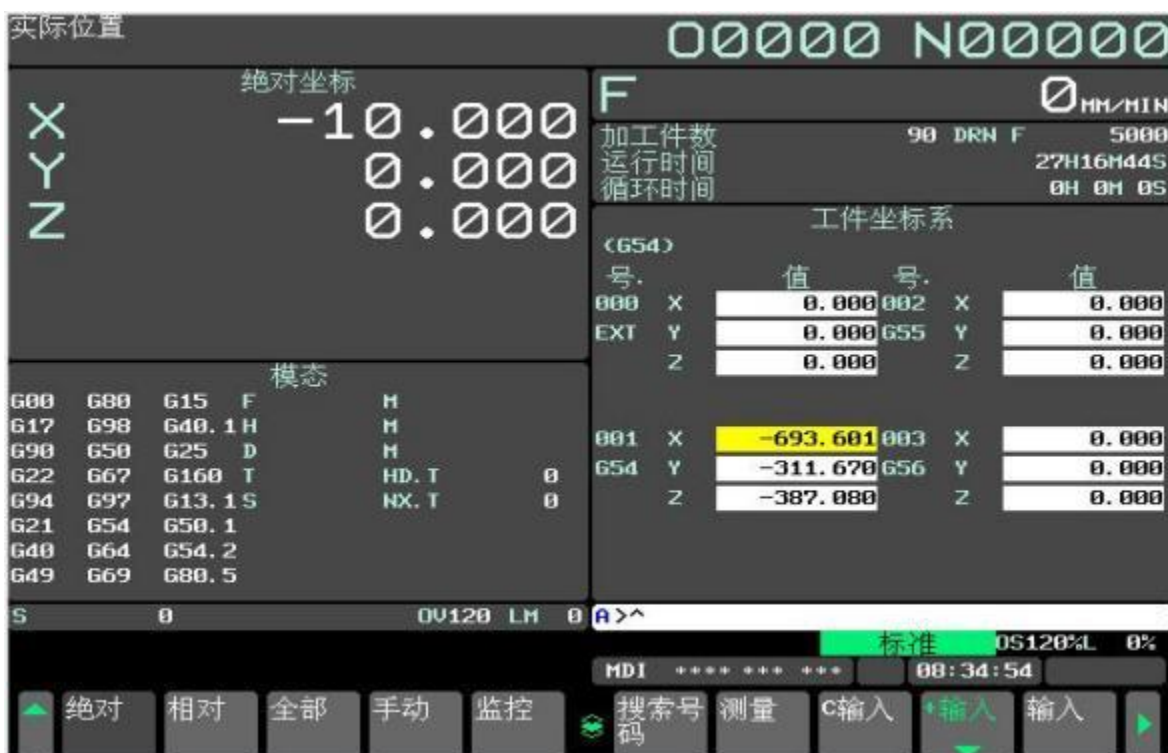 实际位置
O0000 N00000
绝对坐标
X -10.000
Y 0.000
Z 0.000
F 0 MM/MIN
加工件数 90 DRN F 5000
运行时间 27H16M44S
循环时间 0H 0M 0S
工件坐标系
(G54)
号. 值 号. 值
000 X 0.000 002 X 0.000
EXT Y 0.000 G55 Y 0.000
Z 0.000 Z 0.000
001 X -693.601 003 X 0.000
G54 Y -311.670 G56 Y 0.000
Z -387.080 Z 0.000
模态
G00 G80 G15 F M
G17 G98 G40.1 H M
G90 G50 G25 D M
G22 G67 G160 T HD.T 0
G94 G97 G13.1 S NX.T 0
G21 G54 G50.1
G40 G64 G54.2
G49 G69 G80.5
S 0 OV120 LM 0
A>^
标准 OS120%L 0%
MDI **** *** *** 08:34:54
绝对 相对 全部 手动 监控 搜索号码 测量 C输入 +输入 输入